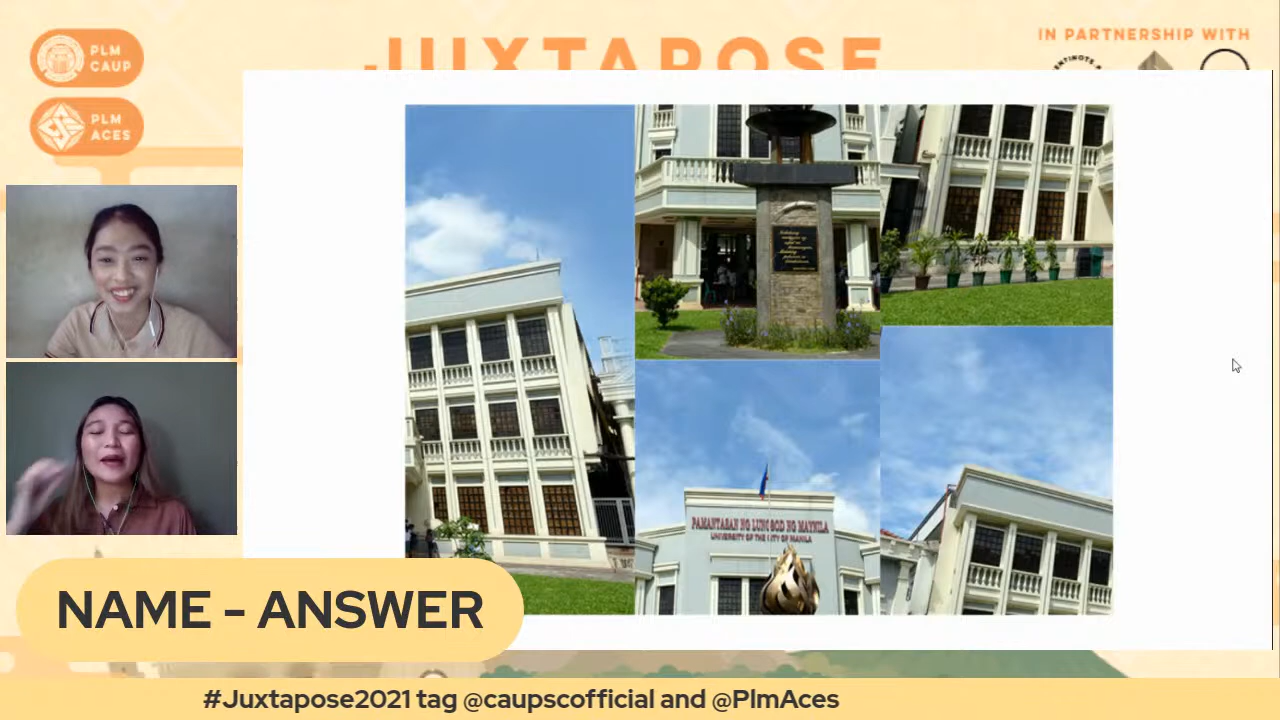 PLM
CAUP
JUXTAPOSE
IN PARTNERSHIP WITH
PLM
ACES
PAMANTASAN NG LUNGSOD NG MAYNILA
UNIVERSITY OF THE CITY OF MANILA
NAME - ANSWER
#Juxtapose2021 tag @caupscofficial and @PlmAces